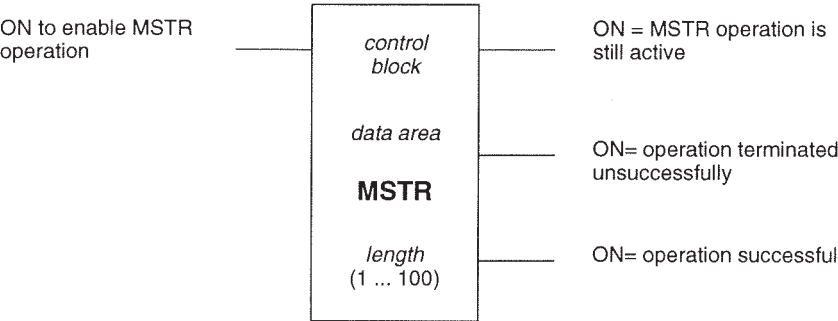 ON to enable MSTR
operation
control
block
data area
MSTR
length
(1 ... 100)
ON = MSTR operation is
still active
ON= operation terminated
unsuccessfully
ON= operation successful